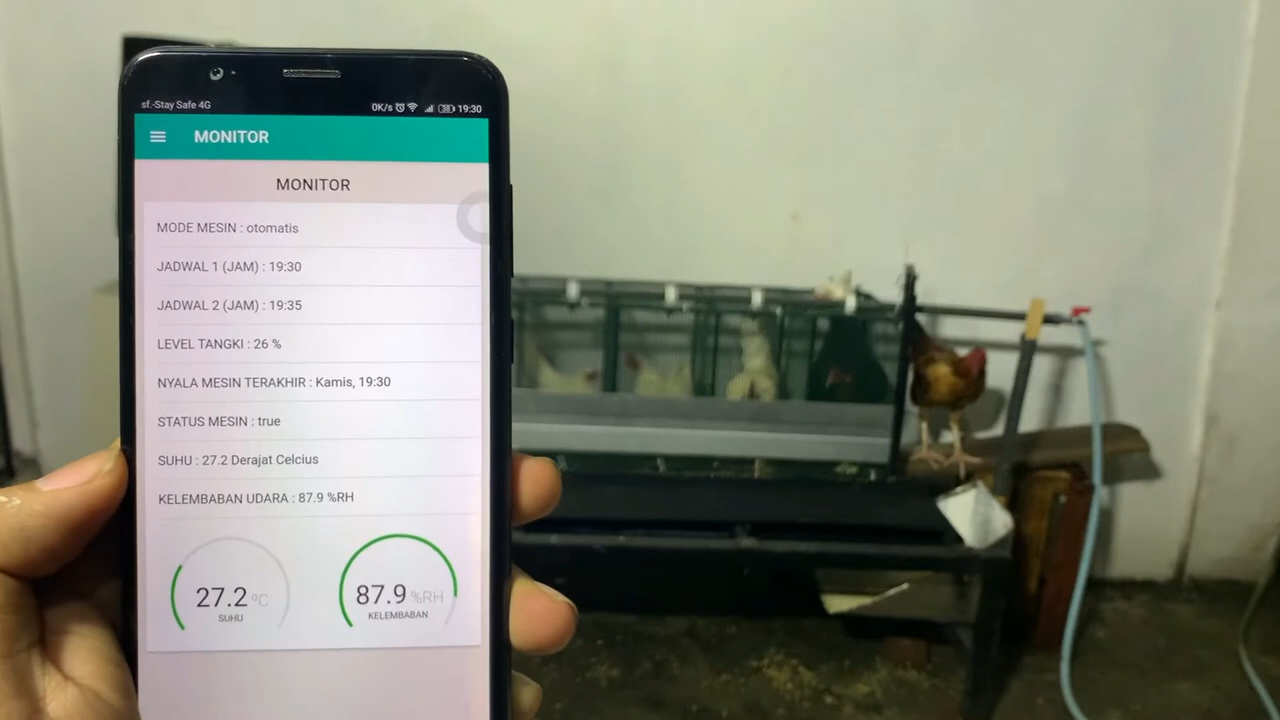 sf.-Stay Safe 4G 0K/s 38 19:30
MONITOR
MONITOR
MODE MESIN : otomatis
JADWAL 1 (JAM) : 19:30
JADWAL 2 (JAM) : 19:35
LEVEL TANGKI : 26 %
NYALA MESIN TERAKHIR : Kamis, 19:30
STATUS MESIN : true
SUHU : 27.2 Derajat Celcius
KELEMBABAN UDARA : 87.9 %RH
27.2 °C
SUHU
87.9 %RH
KELEMBABAN